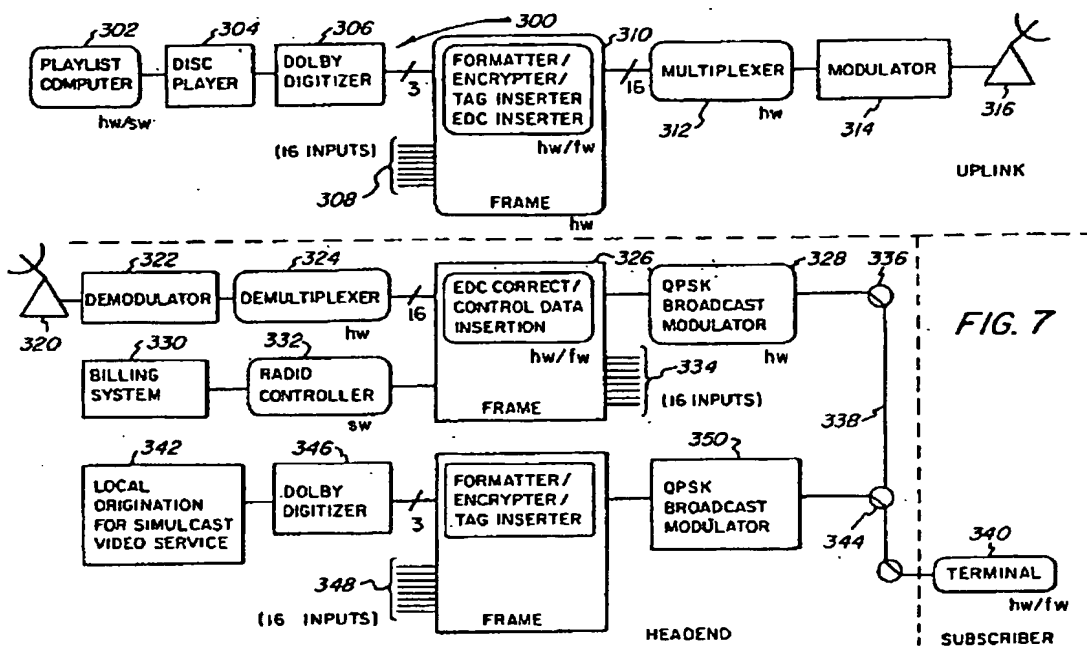 300
302
PLAYLIST
COMPUTER
hw/sw
304
DISC
PLAYER
306
DOLBY
DIGITIZER
3
310
FORMATTER/
ENCRYPTER/
TAG INSERTER
EDC INSERTER
hw/fw
(16 INPUTS)
308
FRAME
hw
16
MULTIPLEXER
312
hw
MODULATOR
314
316
UPLINK
320
322
DEMODULATOR
324
DEMULTIPLEXER
hw
16
326
EDC CORRECT/
CONTROL DATA
INSERTION
hw/fw
FRAME
328
QPSK
BROADCAST
MODULATOR
hw
336
FIG. 7
330
BILLING
SYSTEM
332
RADIO
CONTROLLER
sw
334
(16 INPUTS)
338
342
LOCAL
ORIGINATION
FOR SIMULCAST
VIDEO SERVICE
346
DOLBY
DIGITIZER
3
FORMATTER/
ENCRYPTER/
TAG INSERTER
348
(16 INPUTS)
FRAME
350
QPSK
BROADCAST
MODULATOR
344
340
TERMINAL
hw/fw
HEADEND
SUBSCRIBER